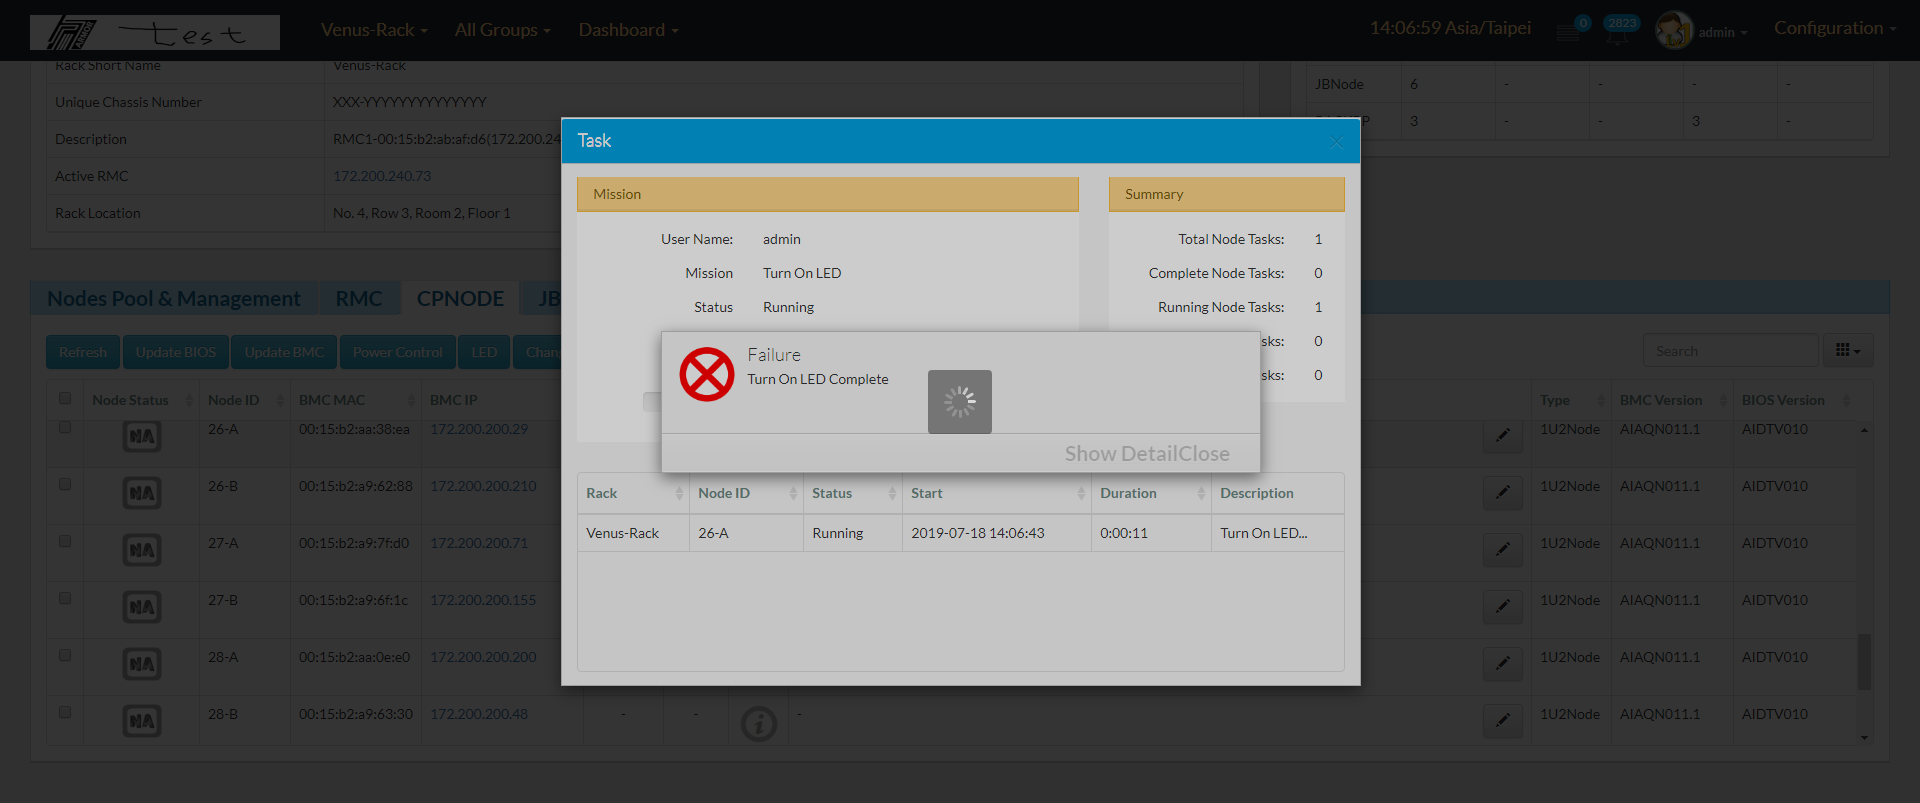 test
Venus-Rack
All Groups
Dashboard
14:06:59 Asia/Taipei
0
2823
admin
Configuration
Rack Short Name Venus-Rack
Unique Chassis Number XXX-YYYYYYYYYYYYYY
Description RMC1-00:15:b2:ab:af:d6(172.200.24
Active RMC 172.200.240.73
Rack Location No. 4, Row 3, Room 2, Floor 1
JBNode 6 - - - -
3 - - 3 -
Task
Mission
User Name: admin
Mission Turn On LED
Status Running
Summary
Total Node Tasks: 1
Complete Node Tasks: 0
Running Node Tasks: 1
sks: 0
sks: 0
Failure
Turn On LED Complete
Show Detail Close
Rack Node ID Status Start Duration Description
Venus-Rack 26-A Running 2019-07-18 14:06:43 0:00:11 Turn On LED...
Nodes Pool & Management RMC CPNODE JB
Refresh Update BIOS Update BMC Power Control LED Chan
Search
Node Status Node ID BMC MAC BMC IP Type BMC Version BIOS Version
NA 26-A 00:15:b2:aa:38:ea 172.200.200.29 1U2Node AIAQN011.1 AIDTV010
NA 26-B 00:15:b2:a9:62:88 172.200.200.210 1U2Node AIAQN011.1 AIDTV010
NA 27-A 00:15:b2:a9:7f:d0 172.200.200.71 1U2Node AIAQN011.1 AIDTV010
NA 27-B 00:15:b2:a9:6f:1c 172.200.200.155 1U2Node AIAQN011.1 AIDTV010
NA 28-A 00:15:b2:aa:0e:e0 172.200.200.200 1U2Node AIAQN011.1 AIDTV010
NA 28-B 00:15:b2:a9:63:30 172.200.200.48 - - - 1U2Node AIAQN011.1 AIDTV010